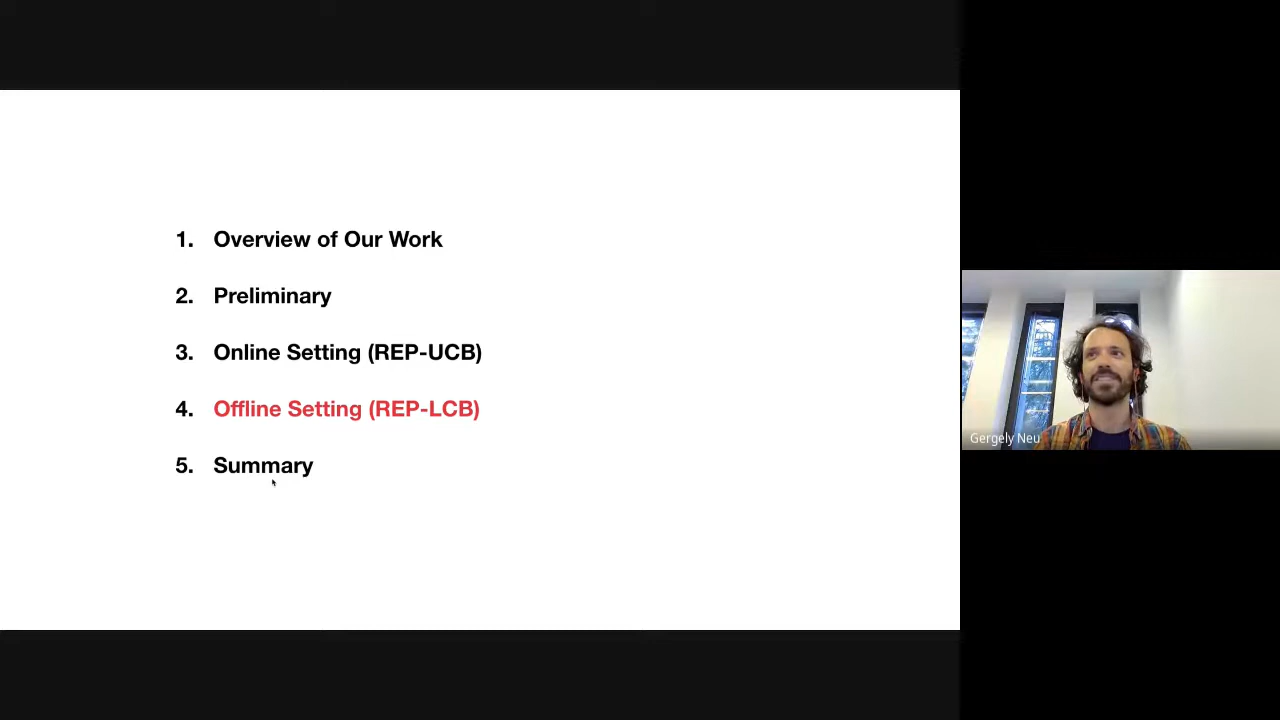 1. Overview of Our Work
2. Preliminary
3. Online Setting (REP-UCB)
4. Offline Setting (REP-LCB)
5. Summary
Gergely Neu